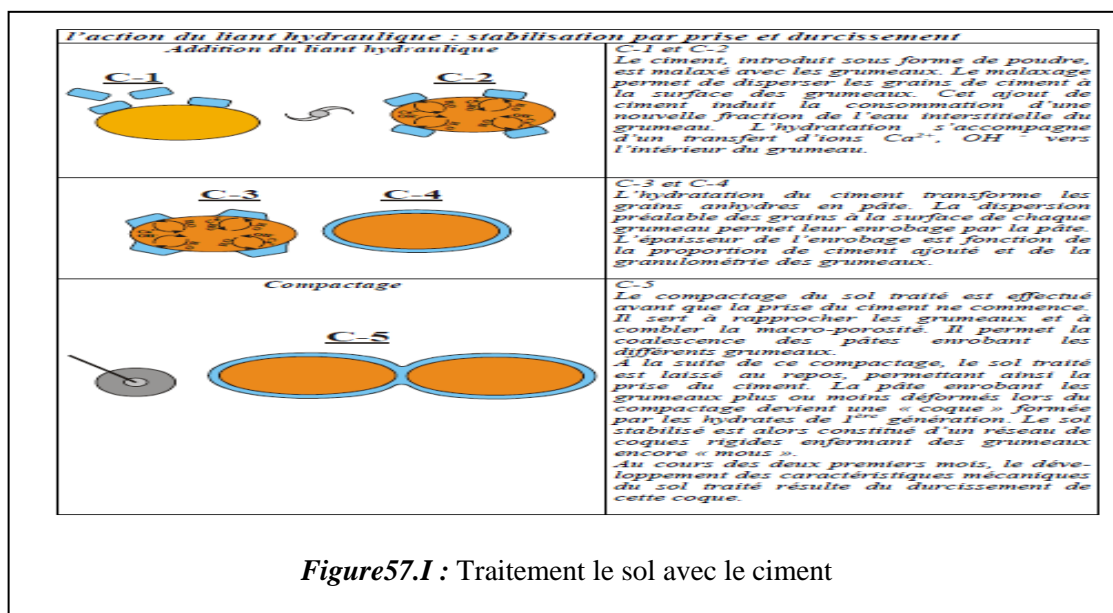 l'action du liant hydraulique : stabilisation par prise et durcissement
Addition du liant hydraulique
C-1
C-2
C-1 et C-2
Le ciment, introduit sous forme de poudre,
est malaxé avec les grumeaux. Le malaxage
permet de disperser les grains de ciment à
la surface des grumeaux. Cet ajout de
ciment induit la consommation d'une
nouvelle fraction de l'eau interstitielle du
grumeau. L'hydratation s'accompagne
d'un transfert d'ions Ca²⁺, OH⁻ vers
l'intérieur du grumeau.
C-3
C-4
C-3 et C-4
L'hydratation du ciment transforme les
grains anhydres en pâte. La dispersion
préalable des grains à la surface de chaque
grumeau permet leur enrobage par la pâte.
L'épaisseur de l'enrobage est fonction de
la proportion de ciment ajouté et de la
granulométrie des grumeaux.
Compactage
C-5
C-5
Le compactage du sol traité est effectué
avant que la prise du ciment ne commence.
Il sert à rapprocher les grumeaux et à
combler la macro-porosité. Il permet la
coalescence des pâtes enrobant les
différents grumeaux.
À la suite de ce compactage, le sol traité
est laissé au repos, permettant ainsi la
prise du ciment. La pâte enrobant les
grumeaux plus ou moins déformés lors du
compactage devient une « coque » formée
par les hydrates de 1ère génération. Le sol
stabilisé est alors constitué d'un réseau de
coques rigides enfermant des grumeaux
encore « mous ».
Au cours des deux premiers mois, le déve-
loppement des caractéristiques mécaniques
du sol traité résulte du durcissement de
cette coque.
Figure57.I : Traitement le sol avec le ciment